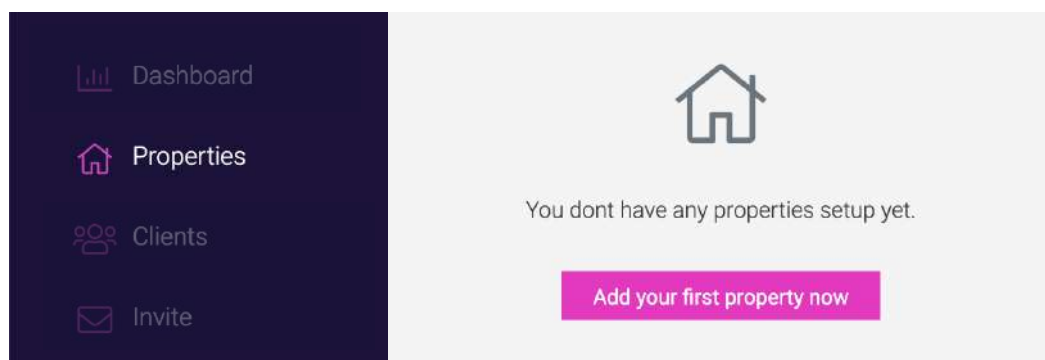 Dashboard
Properties
Clients
Invite
You dont have any properties setup yet.
Add your first property now